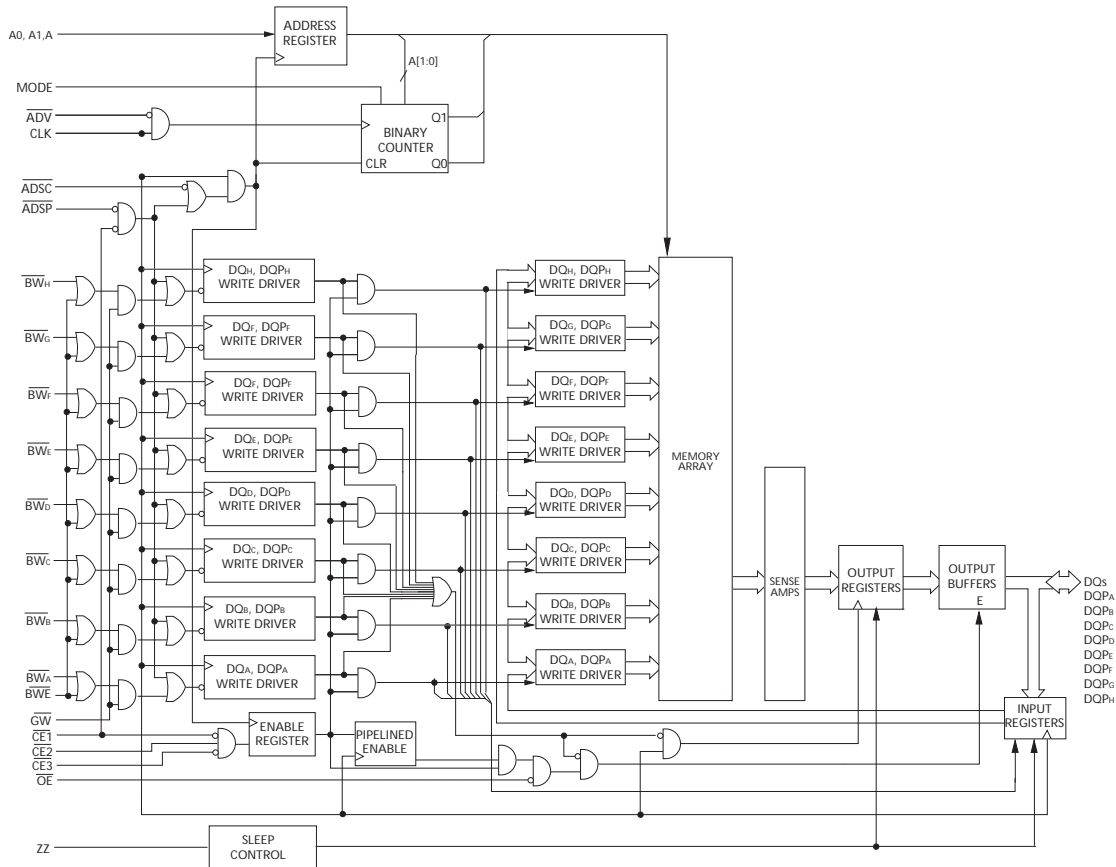 A0, A1,A
ADDRESS
REGISTER
A[1:0]
MODE
ADV
CLK
BINARY
COUNTER
Q1
CLR
Q0
ADSC
ADSP
BWH
DQH, DQPH
WRITE DRIVER
DQH, DQPH
WRITE DRIVER
BWG
DQF, DQPF
WRITE DRIVER
DQG, DQPG
WRITE DRIVER
BWF
DQF, DQPF
WRITE DRIVER
DQF, DQPF
WRITE DRIVER
BWE
DQE, DQPE
WRITE DRIVER
DQE, DQPE
WRITE DRIVER
MEMORY
ARRAY
BWD
DQD, DQPD
WRITE DRIVER
DQD, DQPD
WRITE DRIVER
BWC
DQC, DQPC
WRITE DRIVER
DQC, DQPC
WRITE DRIVER
SENSE
AMPS
OUTPUT
REGISTERS
OUTPUT
BUFFERS
E
DQs
DQPA
DQPB
DQPC
DQPD
DQPE
DQPF
DQPG
DQPH
BWB
DQB, DQPB
WRITE DRIVER
DQB, DQPB
WRITE DRIVER
BWA
BWE
DQA, DQPA
WRITE DRIVER
DQA, DQPA
WRITE DRIVER
INPUT
REGISTERS
GW
CE1
CE2
CE3
OE
ENABLE
REGISTER
PIPELINED
ENABLE
ZZ
SLEEP
CONTROL